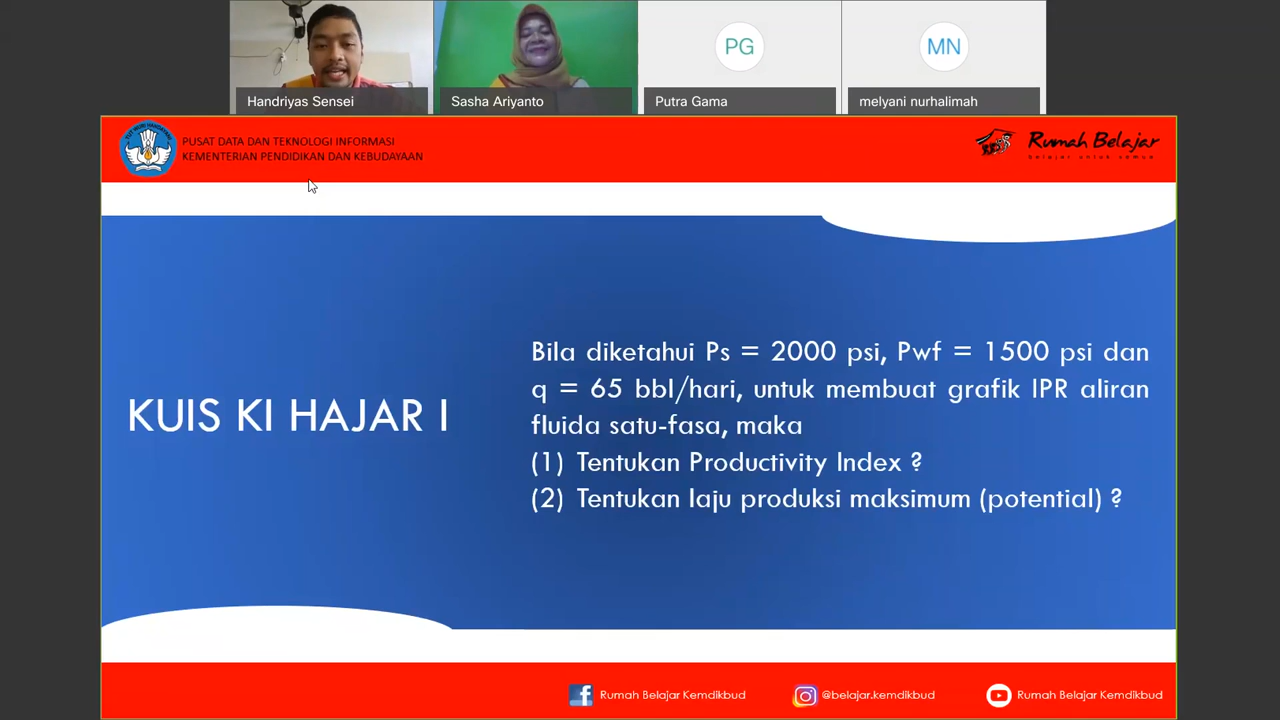 Handriyas Sensei
Sasha Ariyanto
PG
Putra Gama
MN
melyani nurhalimah
PUSAT DATA DAN TEKNOLOGI INFORMASI
KEMENTERIAN PENDIDIKAN DAN KEBUDAYAAN
Rumah Belajar
belajar untuk semua
KUIS KI HAJAR I
Bila diketahui Ps = 2000 psi, Pwf = 1500 psi dan
q = 65 bbl/hari, untuk membuat grafik IPR aliran
fluida satu-fasa, maka
(1) Tentukan Productivity Index ?
(2) Tentukan laju produksi maksimum (potential) ?
Rumah Belajar Kemdikbud
@belajar.kemdikbud
Rumah Belajar Kemdikbud